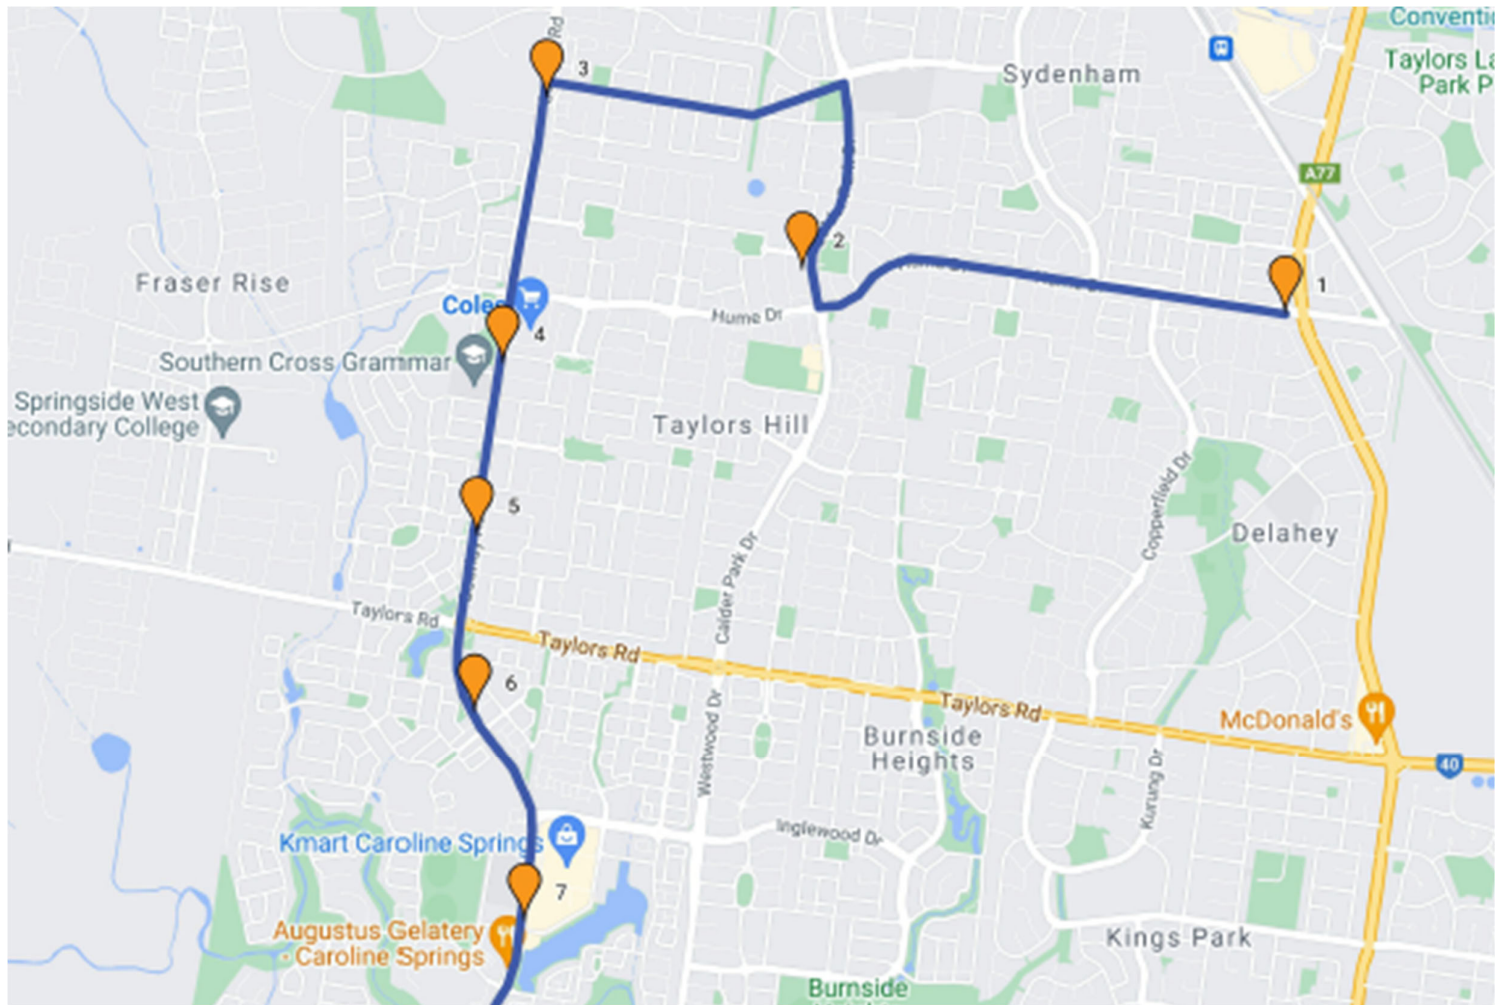 Rd
Conventi
Taylors La
Park P
Sydenham
3
A77
2
1
Fraser Rise
Coles
4
Hume Dr
Southern Cross Grammar
Springside West
econdary College
Taylors Hill
5
Copperfield Dr
Delahey
Calder Park Dr
Taylors Rd
Taylors Rd
6
Taylors Rd
McDonald's
Burnside
Heights
40
Westwood Dr
Kurung Dr
Inglewood Dr
Kmart Caroline Springs
7
Augustus Gelatery
- Caroline Springs
Kings Park
Burnside